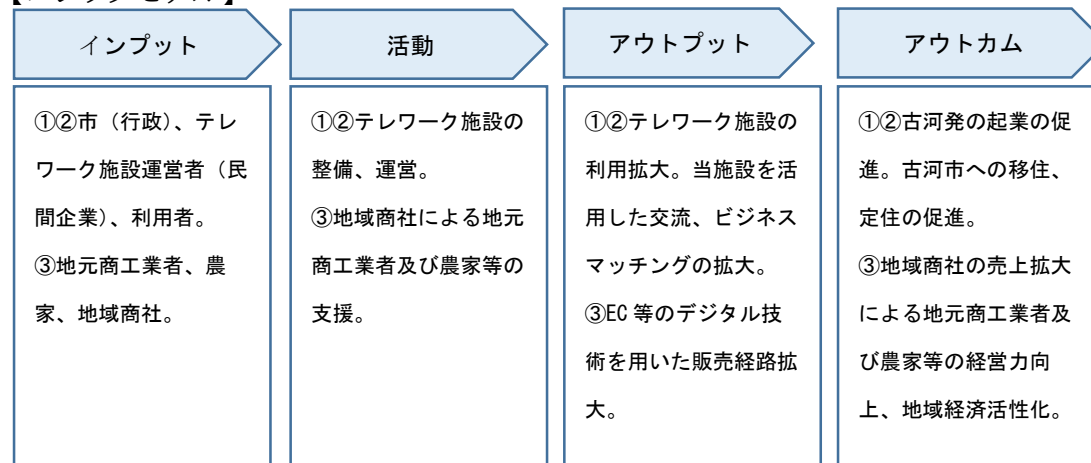 インプット
①②市（行政）、テレ
ワーク施設運営者（民
間企業）、利用者。
③地元商工業者、農
家、地域商社。
活動
①②テレワーク施設の
整備、運営。
③地域商社による地元
商工業者及び農家等の
支援。
アウトプット
①②テレワーク施設の
利用拡大。当施設を活
用した交流、ビジネス
マッチングの拡大。
③EC 等のデジタル技
術を用いた販売経路拡
大。
アウトカム
①②古河発の起業の促
進。古河市への移住、
定住の促進。
③地域商社の売上拡大
による地元商工業者及
び農家等の経営力向
上、地域経済活性化。